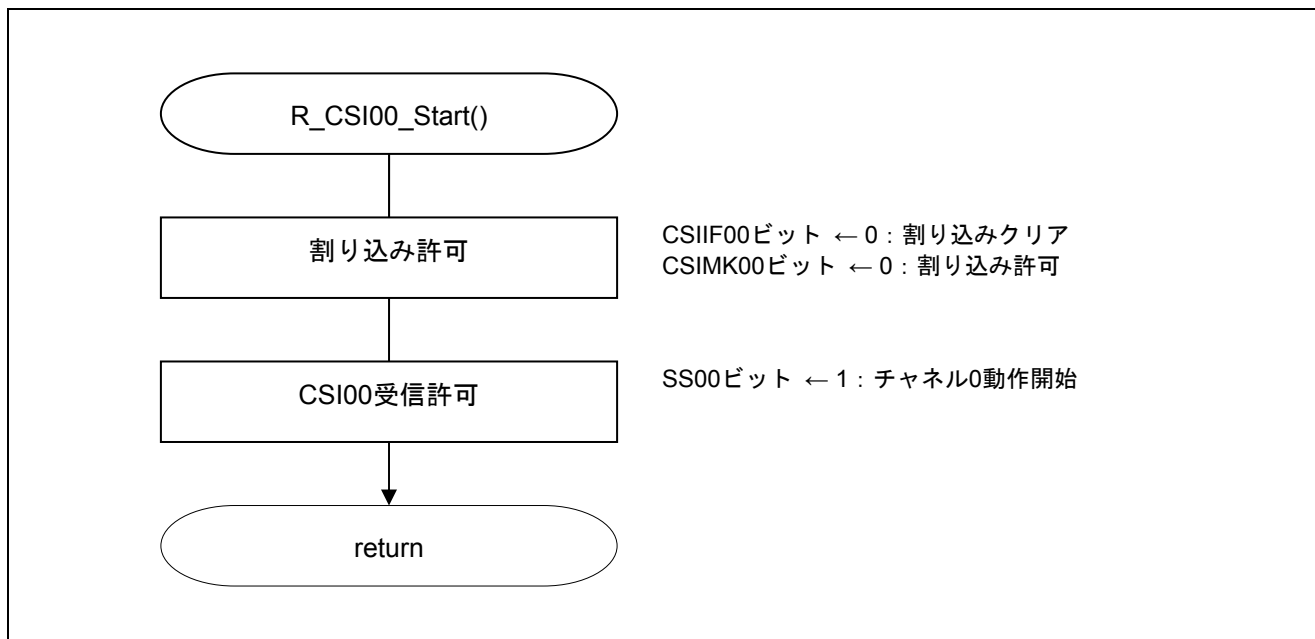 R_CSI00_Start()
割り込み許可
CSIIF00ビット ← 0：割り込みクリア
CSIMK00ビット ← 0：割り込み許可
CSI00受信許可
SS00ビット ← 1：チャネル0動作開始
return